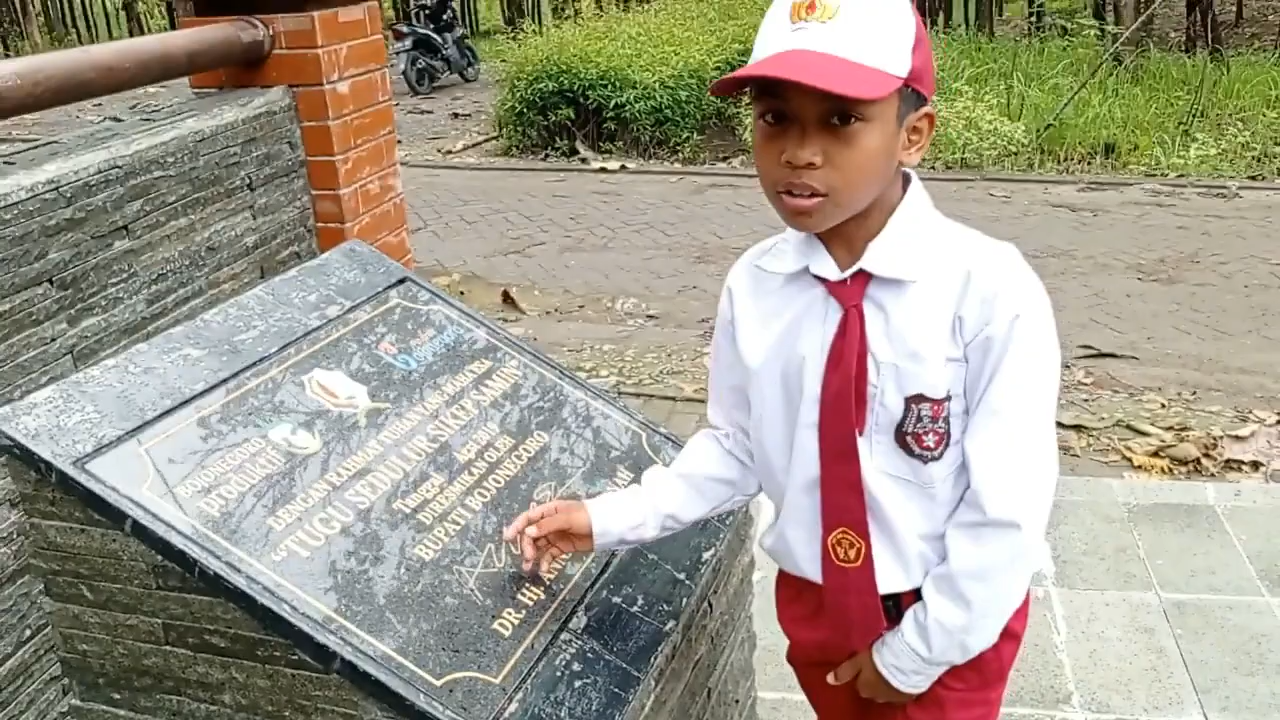 BOJONEGORO
produktif
Bojonegoro
DENGAN RAHMAT TUHAN YANG MAHA ESA
"TUGU SEDULUR SIKEP SAMIN"
Tanggal
DIRESMIKAN OLEH
BUPATI BOJONEGORO
DR. Hj. ANNA